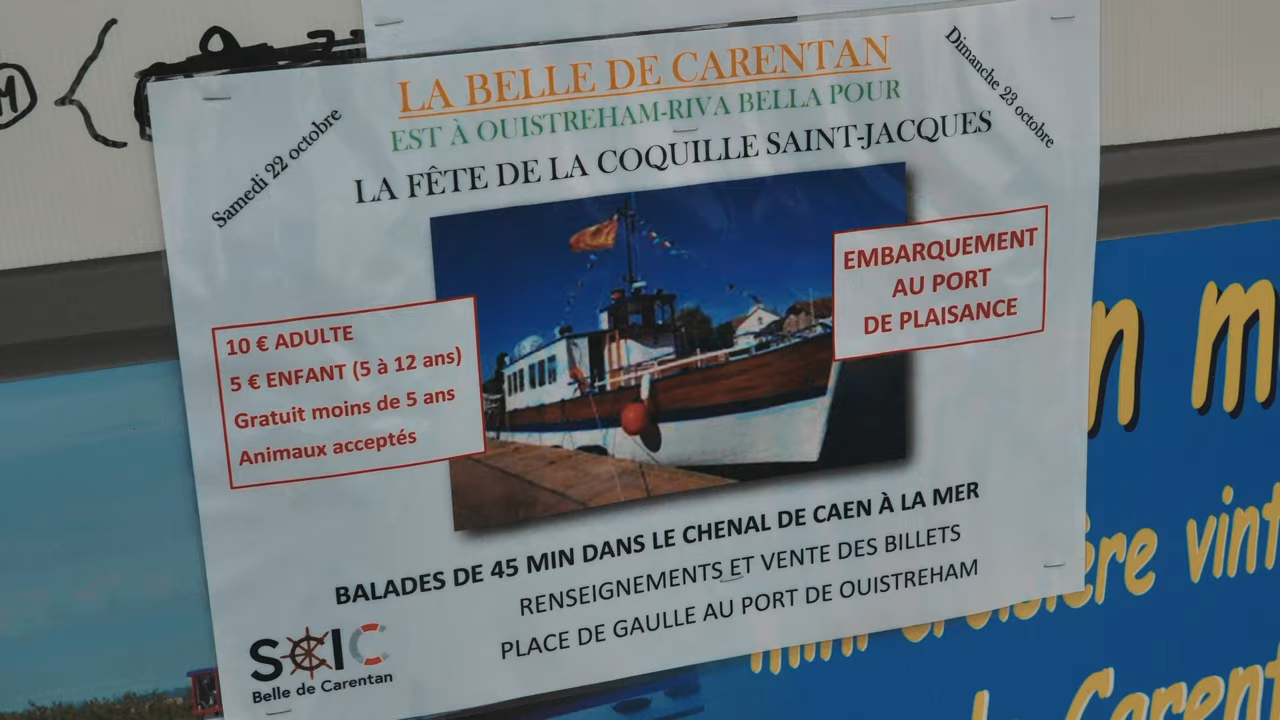 M
LA BELLE DE CARENTAN
EST À OUISTREHAM-RIVA BELLA POUR
LA FÊTE DE LA COQUILLE SAINT-JACQUES
Samedi 22 octobre
Dimanche 23 octobre
10 € ADULTE
5 € ENFANT (5 à 12 ans)
Gratuit moins de 5 ans
Animaux acceptés
EMBARQUEMENT
AU PORT
DE PLAISANCE
BALADES DE 45 MIN DANS LE CHENAL DE CAEN À LA MER
RENSEIGNEMENTS ET VENTE DES BILLETS
PLACE DE GAULLE AU PORT DE OUISTREHAM
SCIC
Belle de Carentan